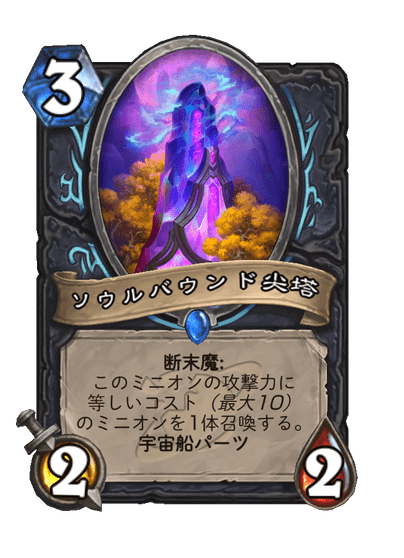 3
ソウルバウンド尖塔
断末魔:
このミニオンの攻撃力に
等しいコスト（最大10）
のミニオンを1体召喚する。
宇宙船パーツ
2
2